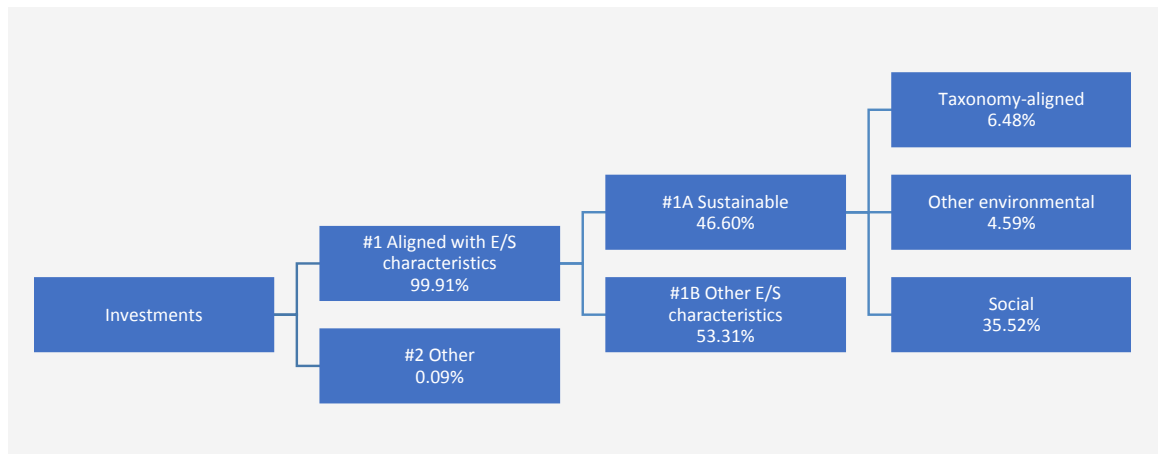 Investments
#1 Aligned with E/S
characteristics
99.91%
#2 Other
0.09%
#1A Sustainable
46.60%
#1B Other E/S
characteristics
53.31%
Taxonomy-aligned
6.48%
Other environmental
4.59%
Social
35.52%